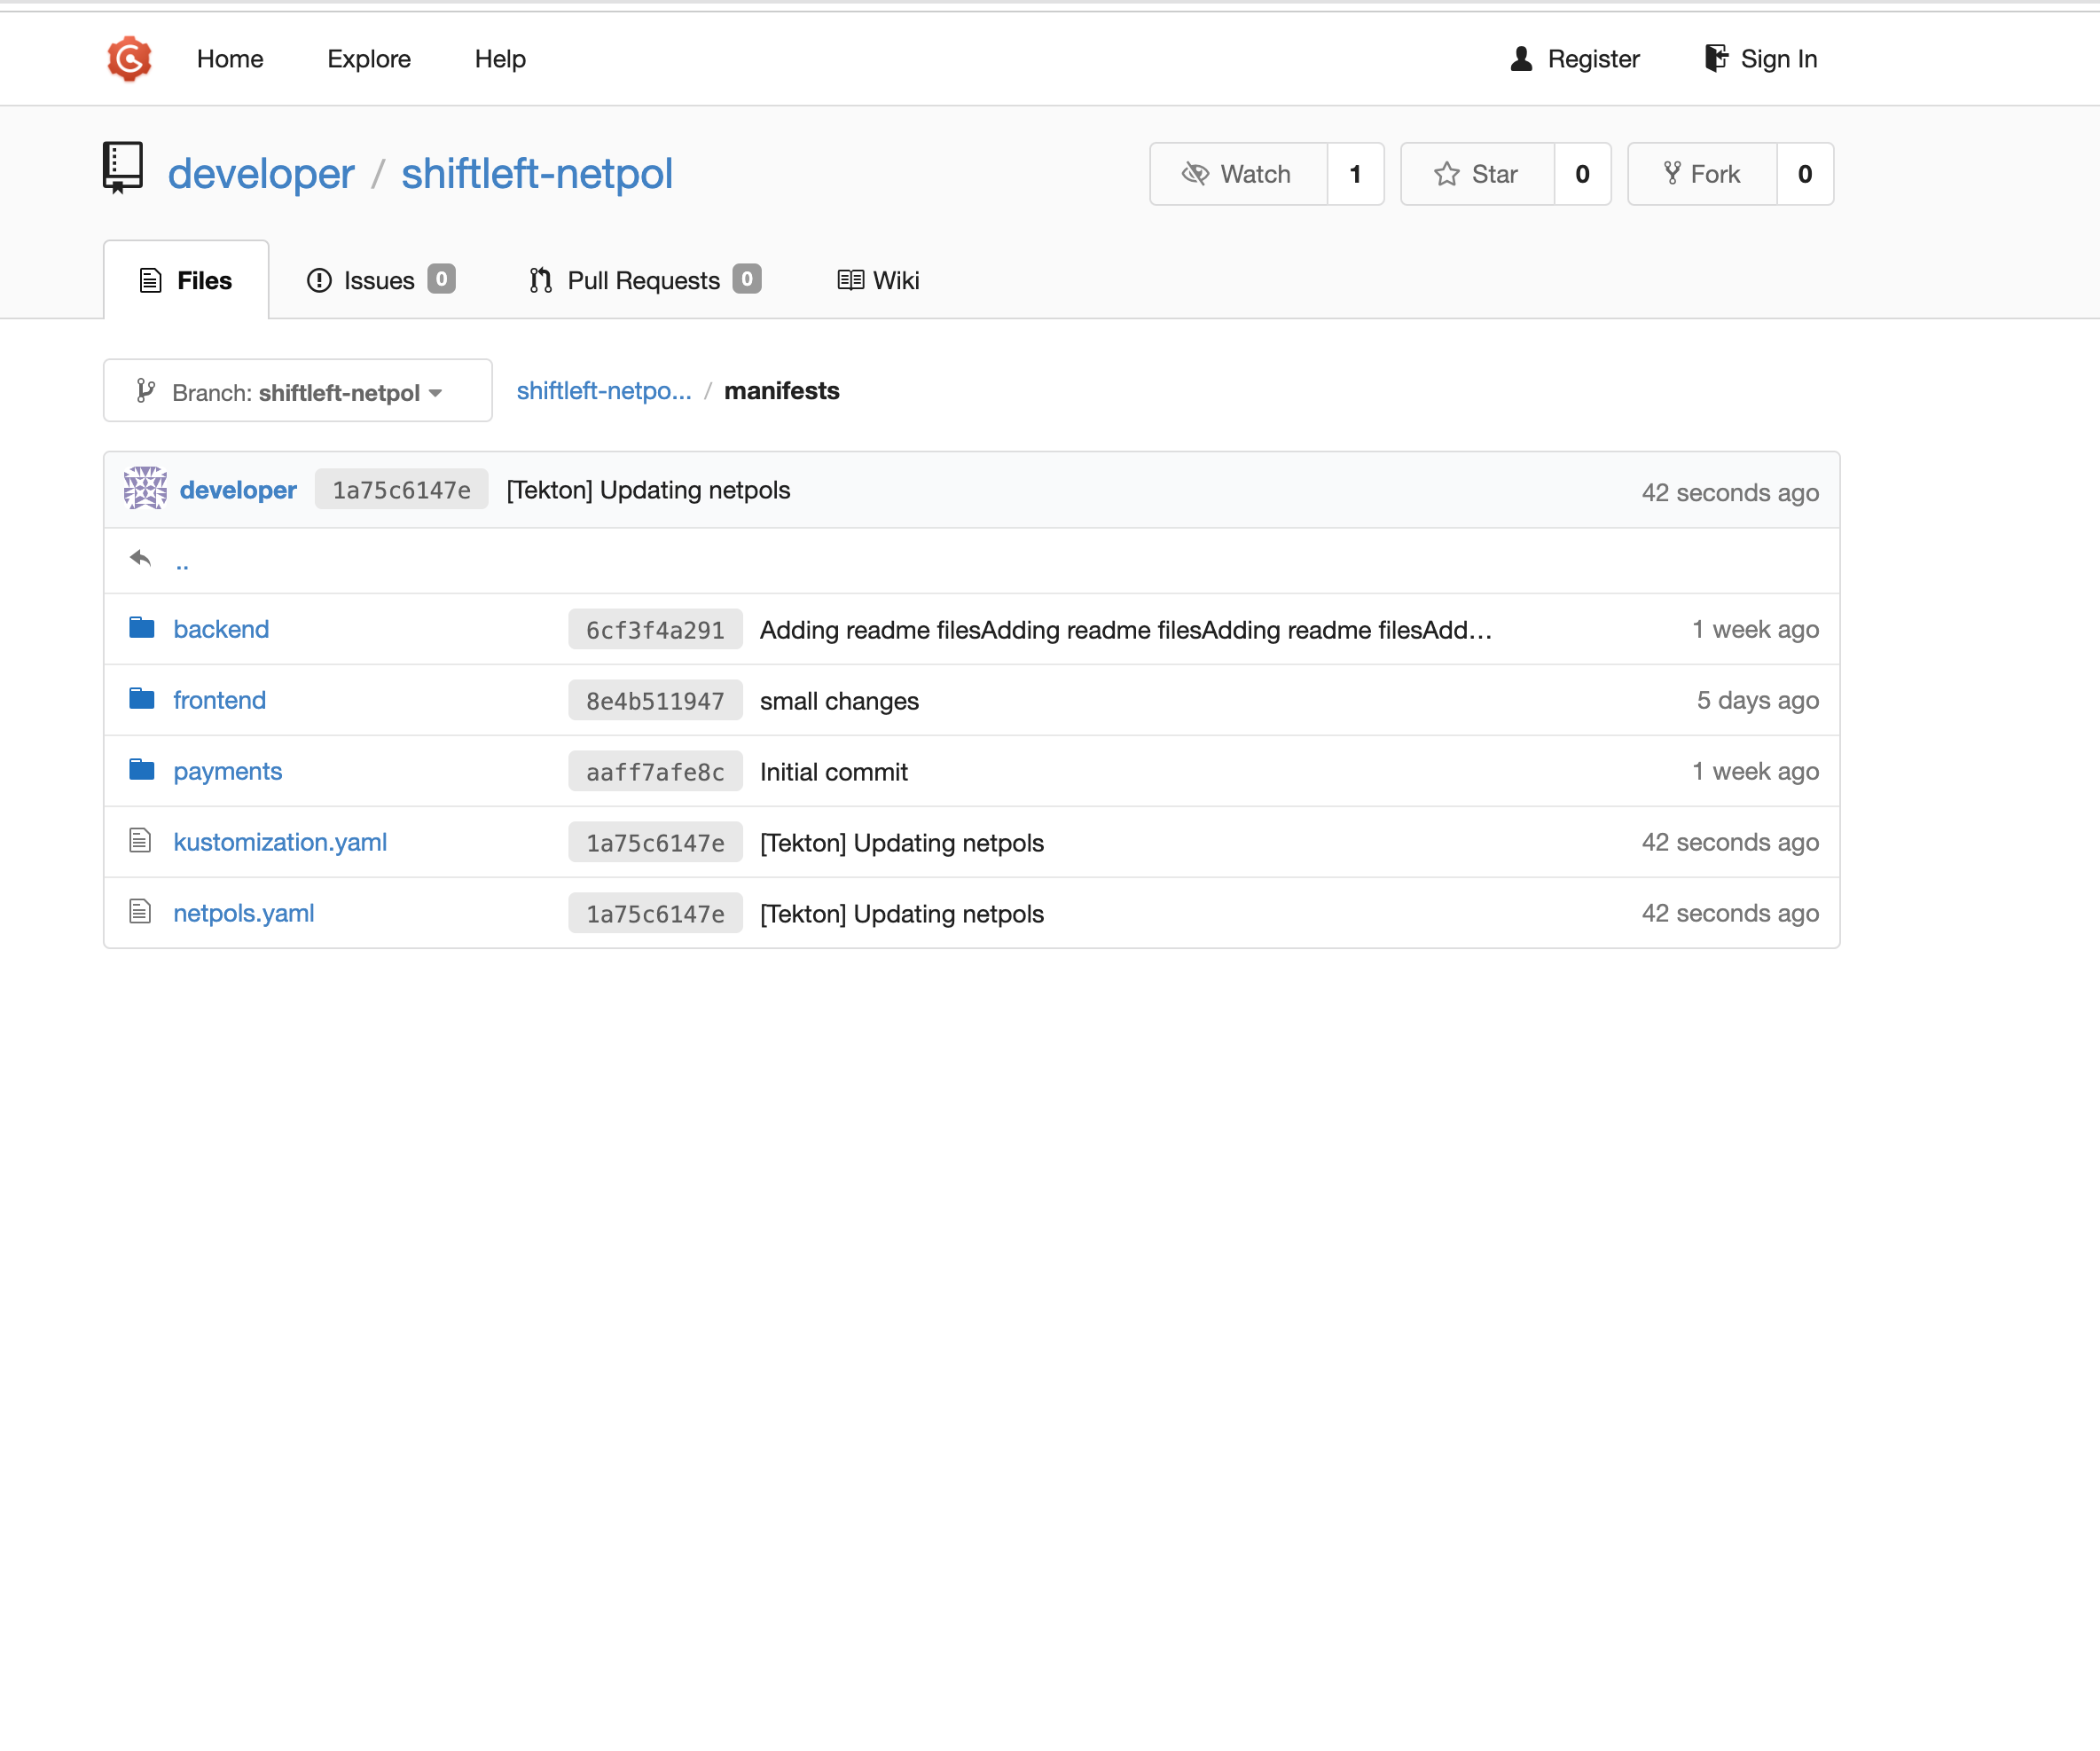 Home Explore Help Register Sign In
developer / shiftleft-netpol Watch 1 Star 0 Fork 0
Files Issues 0 Pull Requests 0 Wiki
Branch: shiftleft-netpol shiftleft-netpo... / manifests
developer 1a75c6147e [Tekton] Updating netpols 42 seconds ago
..
backend 6cf3f4a291 Adding readme filesAdding readme filesAdding readme filesAdd... 1 week ago
frontend 8e4b511947 small changes 5 days ago
payments aaff7afe8c Initial commit 1 week ago
kustomization.yaml 1a75c6147e [Tekton] Updating netpols 42 seconds ago
netpols.yaml 1a75c6147e [Tekton] Updating netpols 42 seconds ago